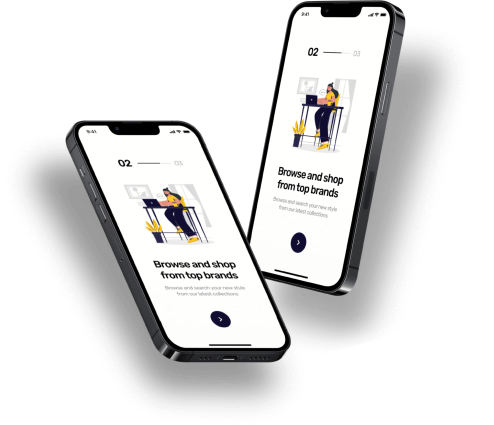 9:41
02 03
Browse and shop
from top brands
Browse and search your new style
from our latest collections
9:41
02 03
Browse and shop
from top brands
Browse and search your new style
from our latest collections